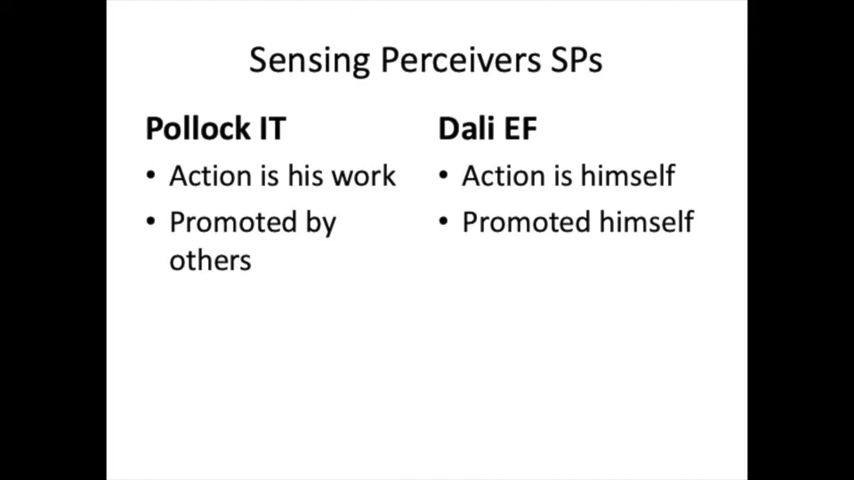 Sensing Perceivers SPs
Pollock IT
• Action is his work
• Promoted by
others
Dali EF
• Action is himself
• Promoted himself